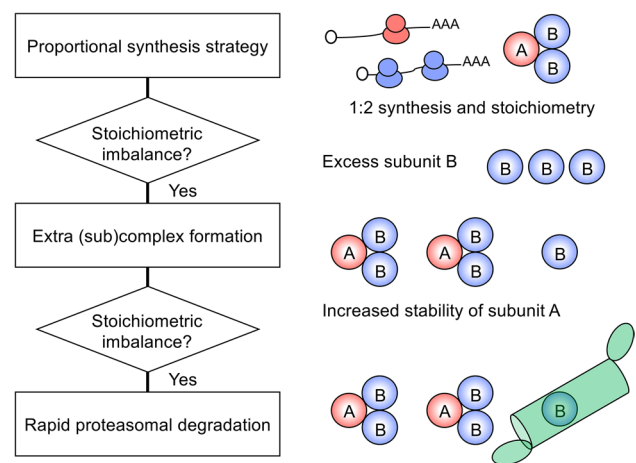 Proportional synthesis strategy
Stoichiometric
imbalance?
Yes
Extra (sub)complex formation
Stoichiometric
imbalance?
Yes
Rapid proteasomal degradation
AAA
AAA
A
B
B
1:2 synthesis and stoichiometry
Excess subunit B
B B B
A
B
B
A
B
B
B
Increased stability of subunit A
A
B
B
A
B
B
B